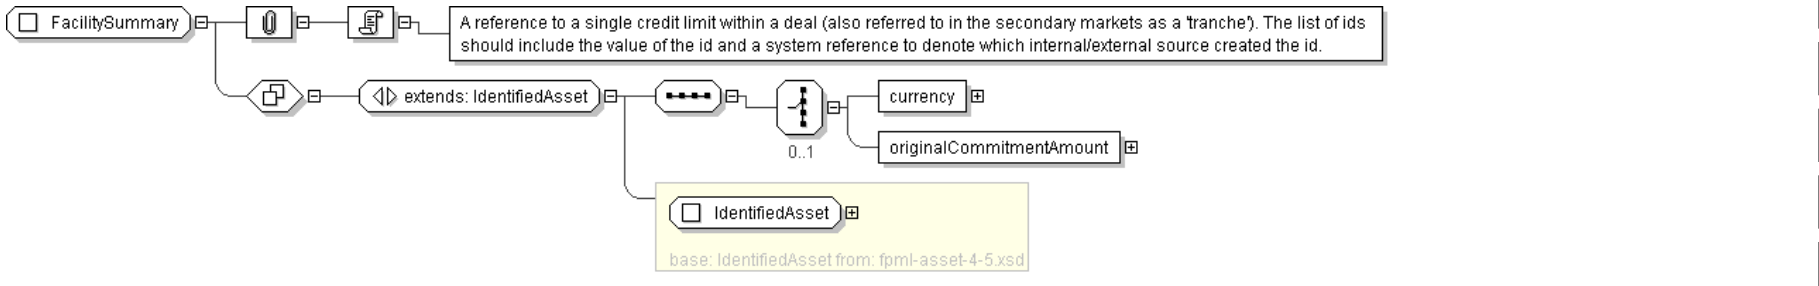 FacilitySummary
A reference to a single credit limit within a deal (also referred to in the secondary markets as a 'tranche'). The list of ids
should include the value of the id and a system reference to denote which internal/external source created the id.
extends: IdentifiedAsset
currency
0..1
originalCommitmentAmount
IdentifiedAsset
base: IdentifiedAsset from: fpml-asset-4-5.xsd